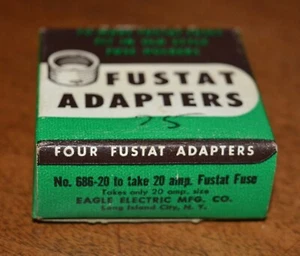 FUSTAT
ADAPTERS
25
FOUR FUSTAT ADAPTERS
No. 686-20 to take 20 amp. Fustat Fuse
Takes only 20 amp. size
EAGLE ELECTRIC MFG. CO.
Long Island City, N. Y.